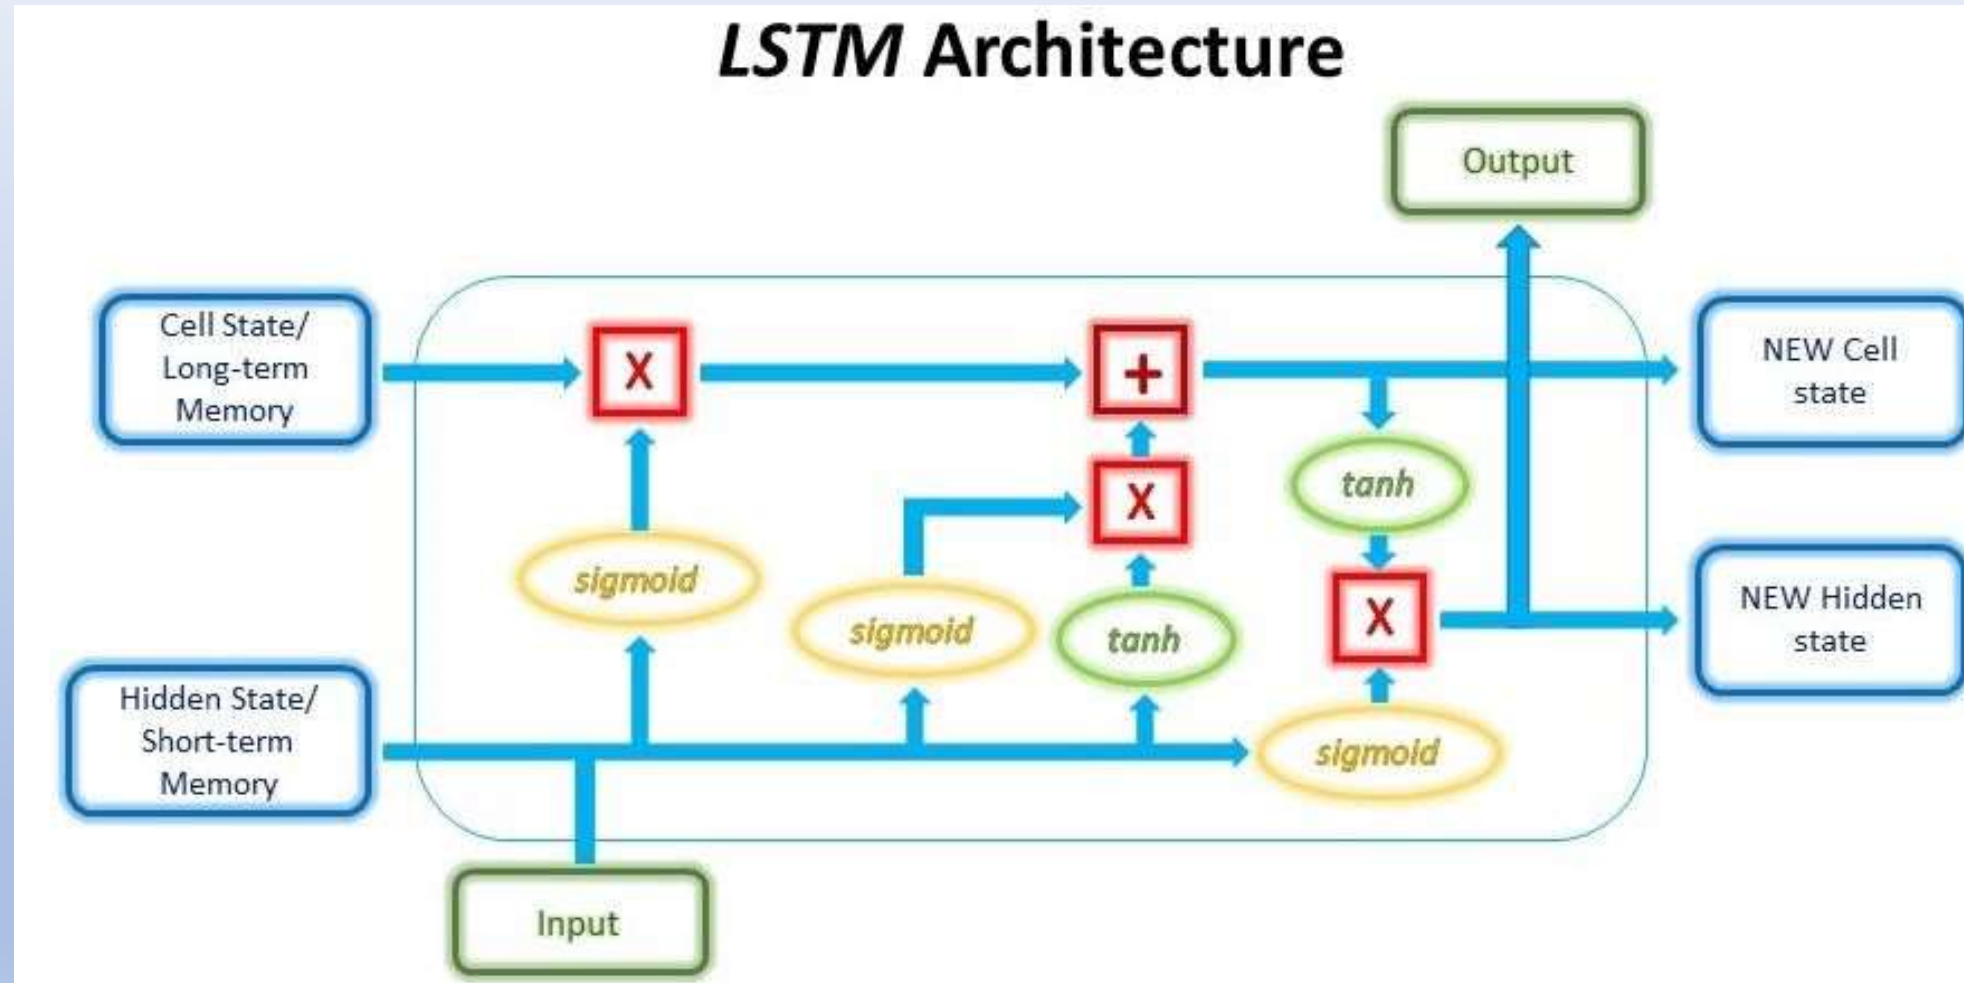 LSTM Architecture
Output
Cell State/
Long-term
Memory
X
+
NEW Cell
state
tanh
X
sigmoid
sigmoid
tanh
X
NEW Hidden
state
Hidden State/
Short-term
Memory
sigmoid
Input